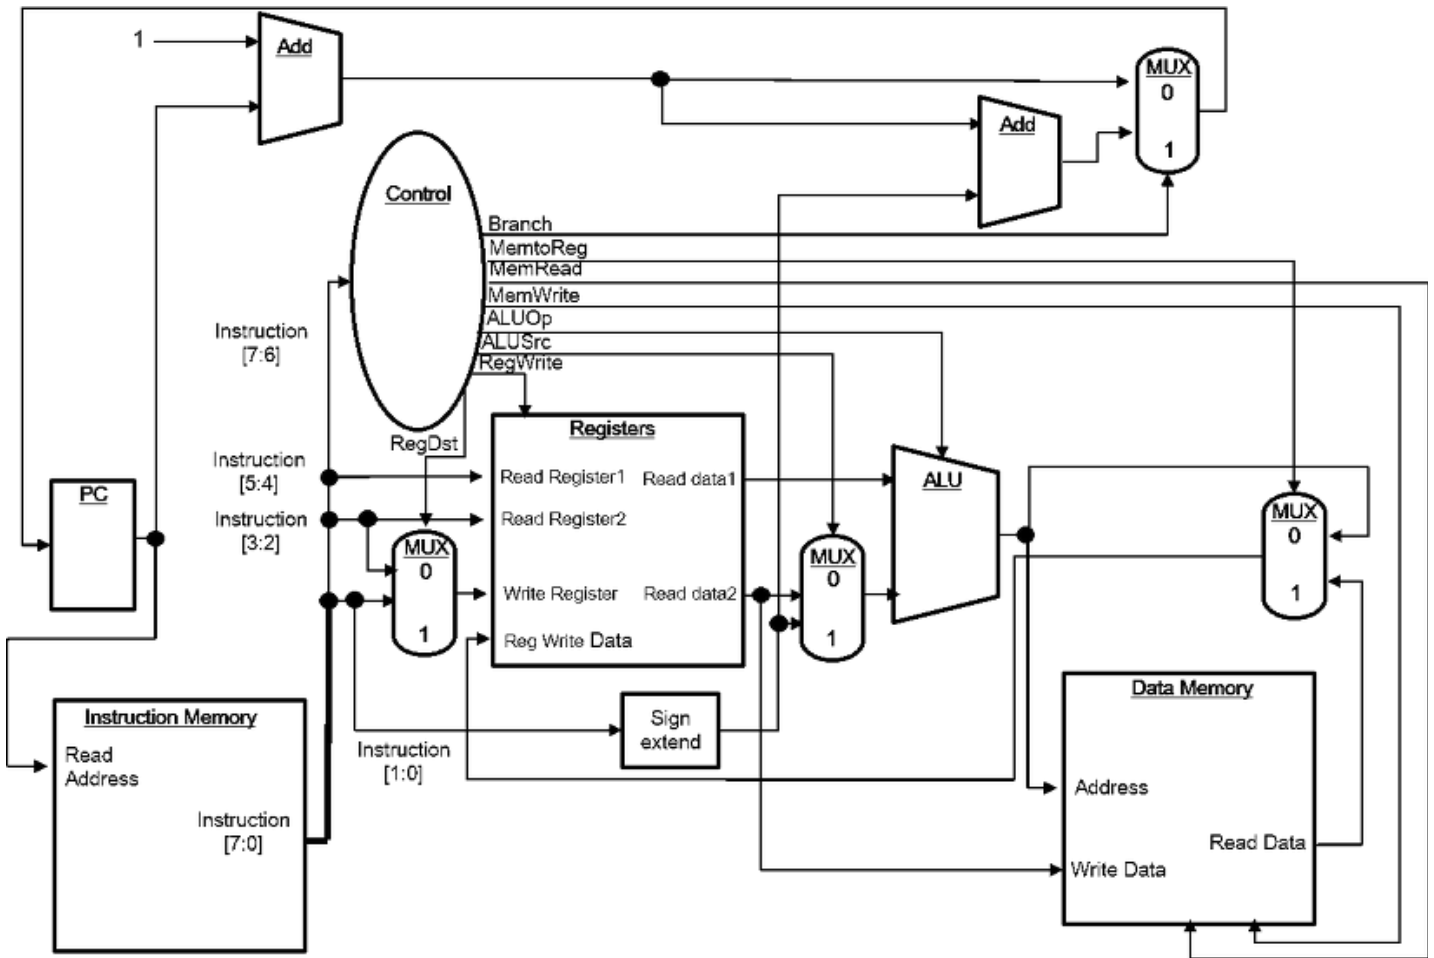 1
Add
MUX
0
1
Add
Control
Branch
MemtoReg
MemRead
MemWrite
ALUOp
ALUSrc
RegWrite
RegDst
Instruction
[7:6]
Instruction
[5:4]
Instruction
[3:2]
PC
Registers
Read Register1
Read data1
Read Register2
Write Register
Read data2
Reg Write Data
MUX
0
1
MUX
0
1
ALU
MUX
0
1
Instruction Memory
Read
Address
Instruction
[7:0]
Instruction
[1:0]
Sign
extend
Data Memory
Address
Read Data
Write Data